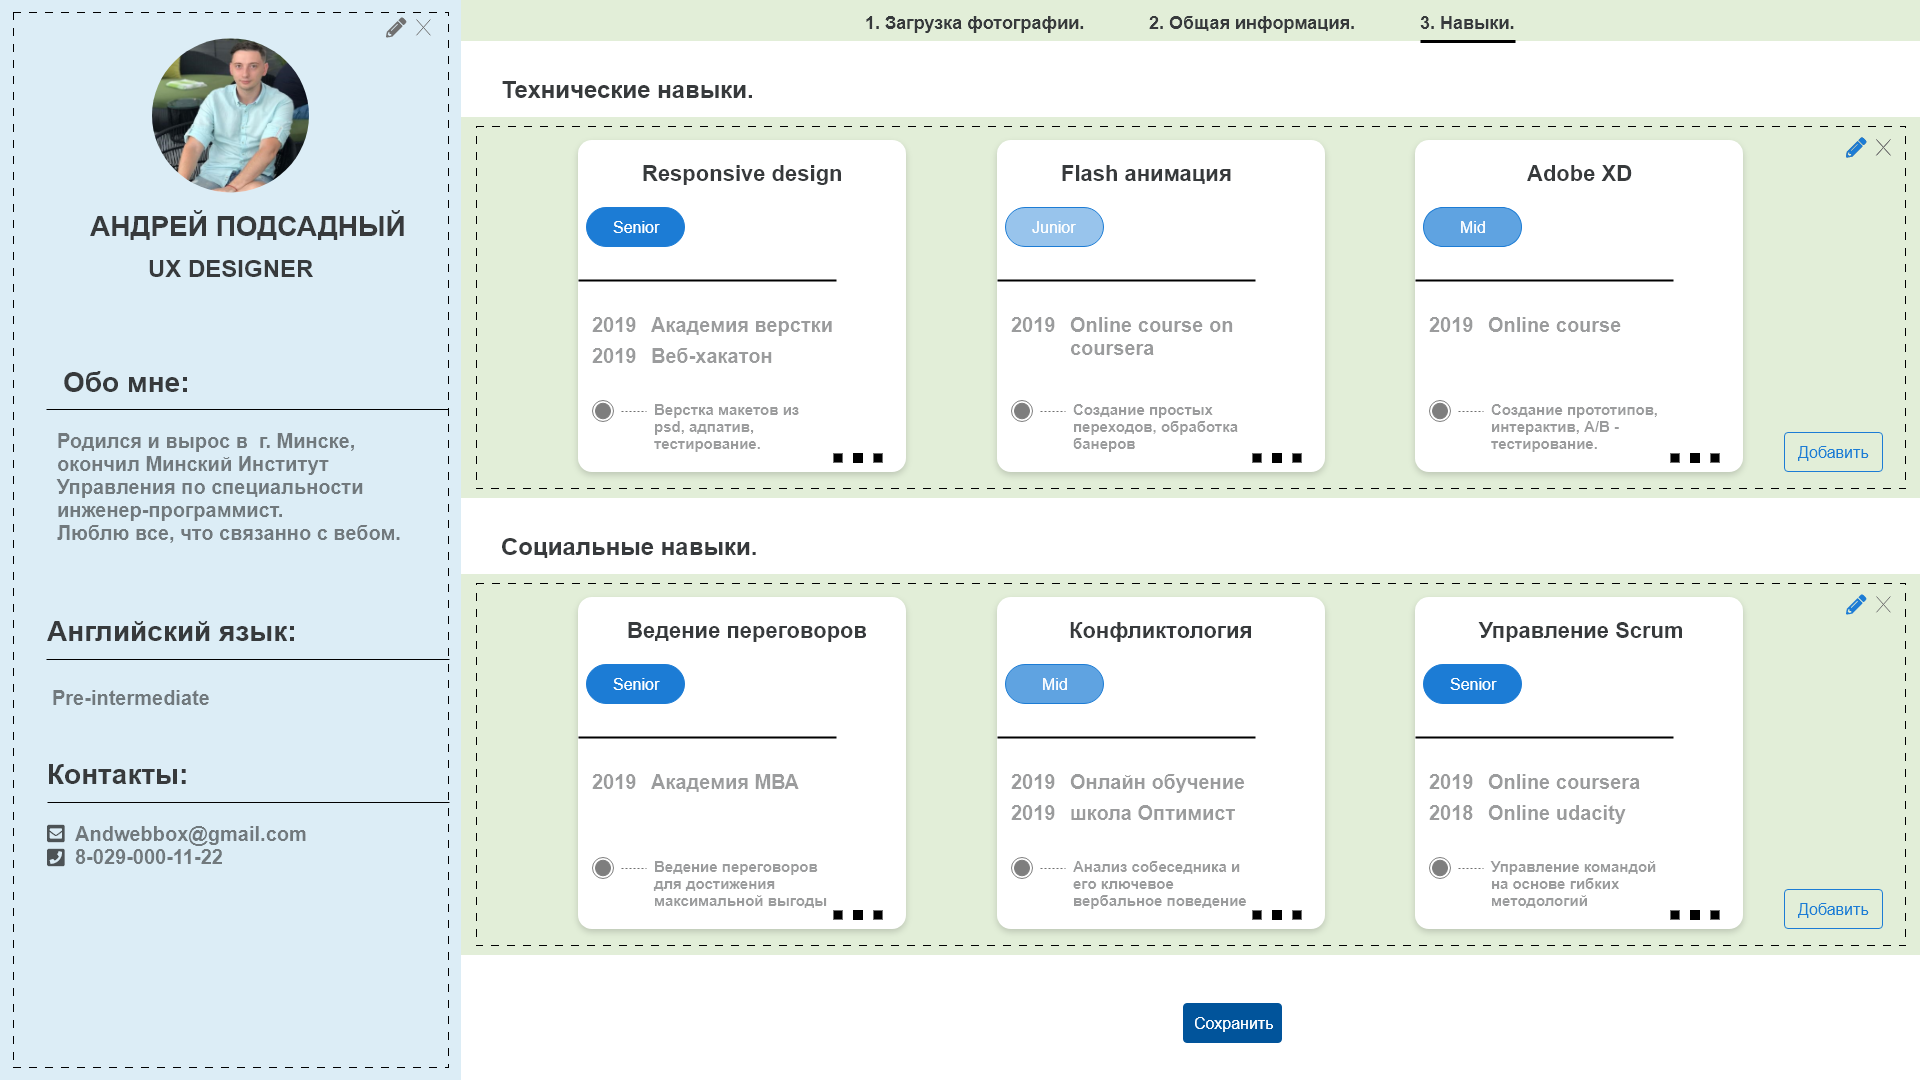 1. Загрузка фотографии.
2. Общая информация.
3. Навыки.
АНДРЕЙ ПОДСАДНЫЙ
UX DESIGNER
Обо мне:
Родился и вырос в  г. Минске,
окончил Минский Институт
Управления по специальности
инженер-программист.
Люблю все, что связанно с вебом.
Английский язык:
Pre-intermediate
Контакты:
Andwebbox@gmail.com
8-029-000-11-22
Технические навыки.
Responsive design
Senior
2019 Академия верстки
2019 Веб-хакатон
Верстка макетов из
psd, адпатив,
тестирование.
Flash анимация
Junior
2019 Online course on
coursera
Создание простых
переходов, обработка
банеров
Adobe XD
Mid
2019 Online course
Создание прототипов,
интерактив, A/B -
тестирование.
Добавить
Социальные навыки.
Ведение переговоров
Senior
2019 Академия МВА
Ведение переговоров
для достижения
максимальной выгоды
Конфликтология
Mid
2019 Онлайн обучение
2019 школа Оптимист
Анализ собеседника и
его ключевое
вербальное поведение
Управление Scrum
Senior
2019 Online coursera
2018 Online udacity
Управление командой
на основе гибких
методологий
Добавить
Сохранить